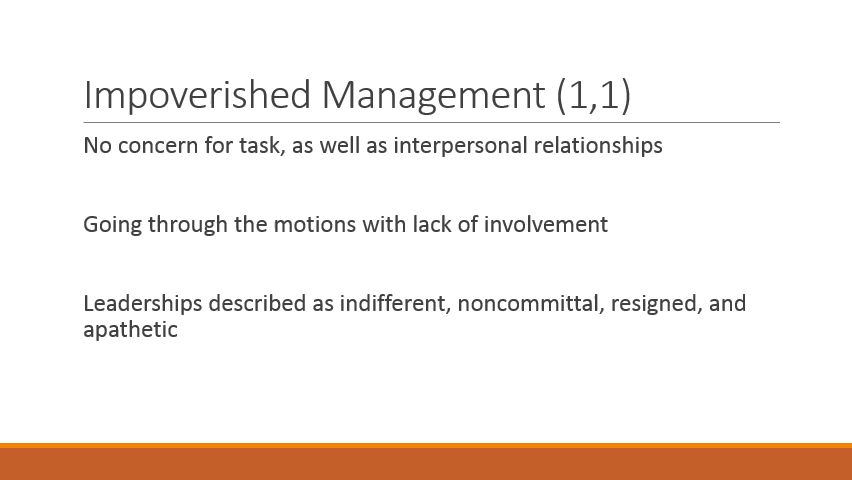 Impoverished Management (1,1)
No concern for task, as well as interpersonal relationships
Going through the motions with lack of involvement
Leaderships described as indifferent, noncommittal, resigned, and
apathetic